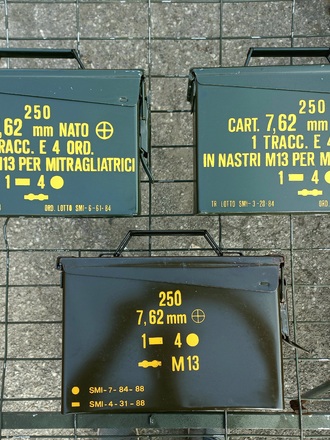 250
,62 mm NATO
RACC. E 4 ORD.
M13 PER MITRAGLIATRICI
1 4
ORD. LOTTO SMI-6-61-84
250
CART. 7,62 mm
1 TRACC. E 4
IN NASTRI M13 PER M
1 4
TR. LOTTO SMI-3-20-84
ORD.
250
7,62 mm
1 4
M13
SMI-7-84-88
SMI-4-31-88